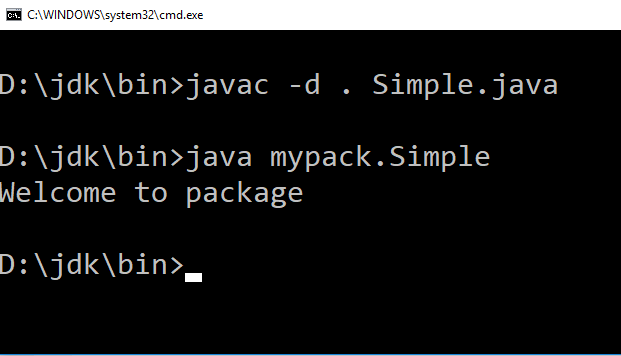 C:\WINDOWS\system32\cmd.exe
D:\jdk\bin>javac -d . Simple.java
D:\jdk\bin>java mypack.Simple
Welcome to package
D:\jdk\bin>